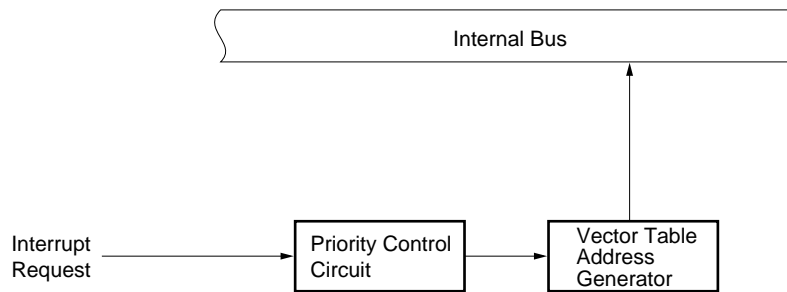 Internal Bus
Interrupt
Request
Priority Control
Circuit
Vector Table
Address
Generator